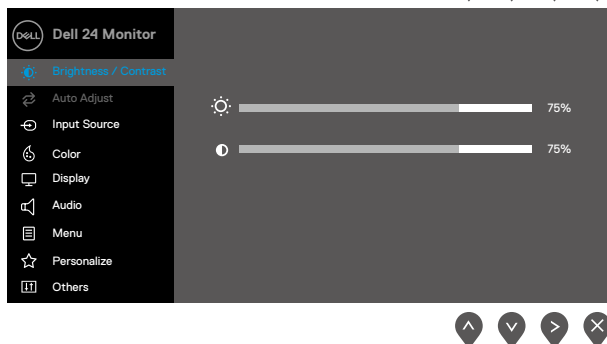 DELL Dell 24 Monitor
Brightness / Contrast
Auto Adjust
75%
Input Source
75%
Color
Display
Audio
Menu
Personalize
Others